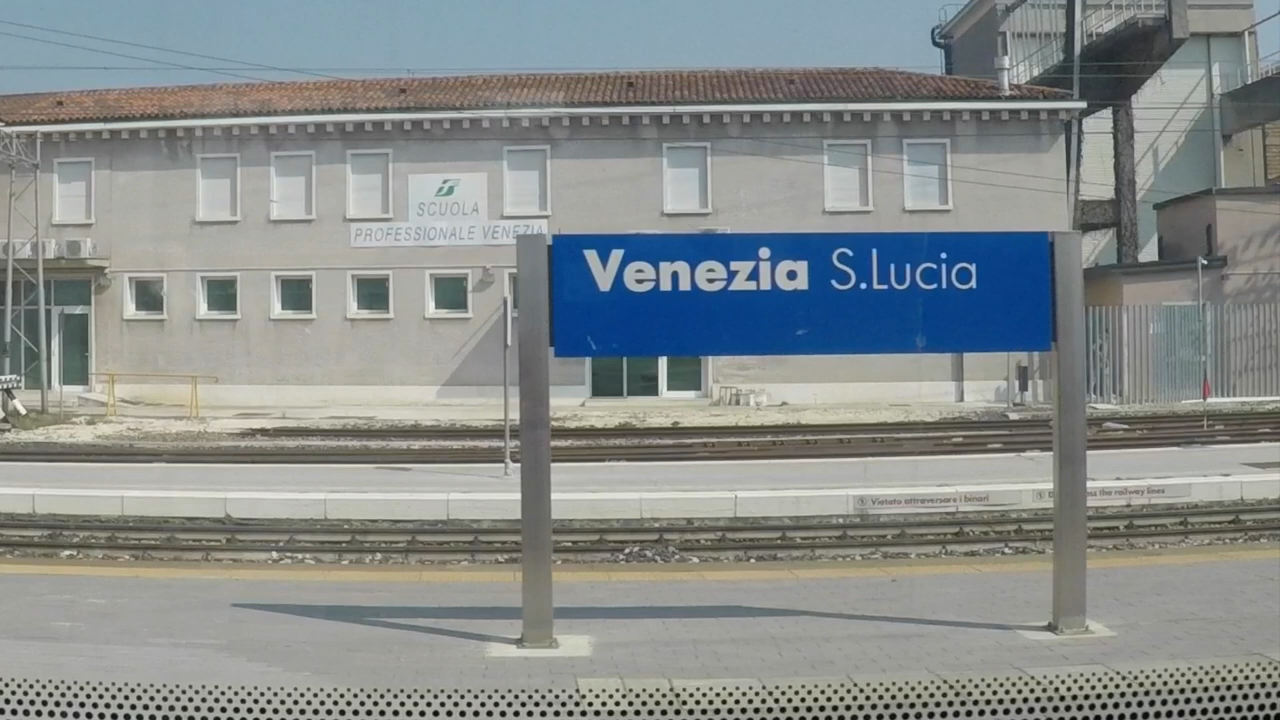 SCUOLA
PROFESSIONALE VENEZIA
Venezia S.Lucia
Vietato attraversare i binari
the railway lines